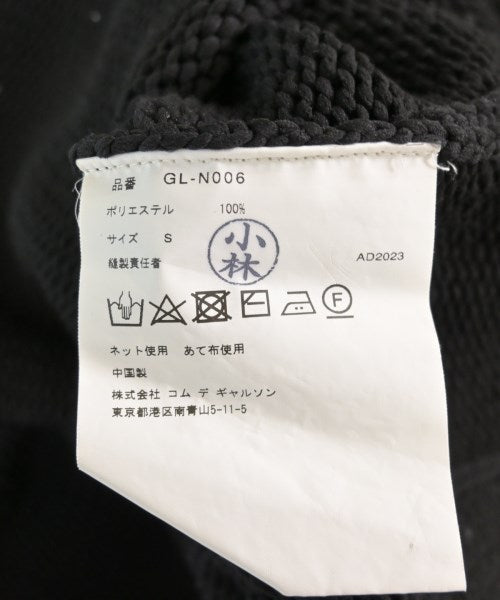 品番 GL-N006
ポリエステル 100%
サイズ S
小林
縫製責任者 AD2023
F
ネット使用 あて布使用
中国製
株式会社 コム デ ギャルソン
東京都港区南青山5-11-5